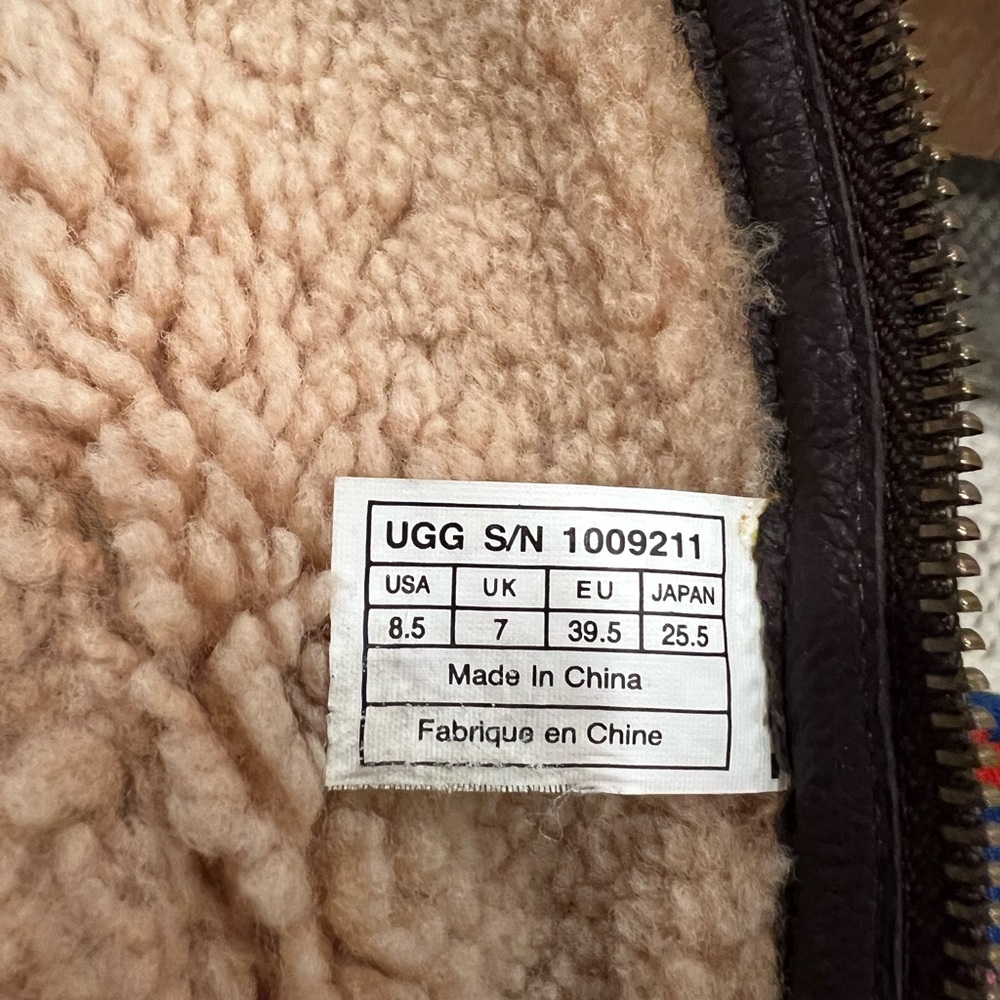 UGG S/N 1009211
USA UK EU JAPAN
8.5 7 39.5 25.5
Made In China
Fabrique en Chine